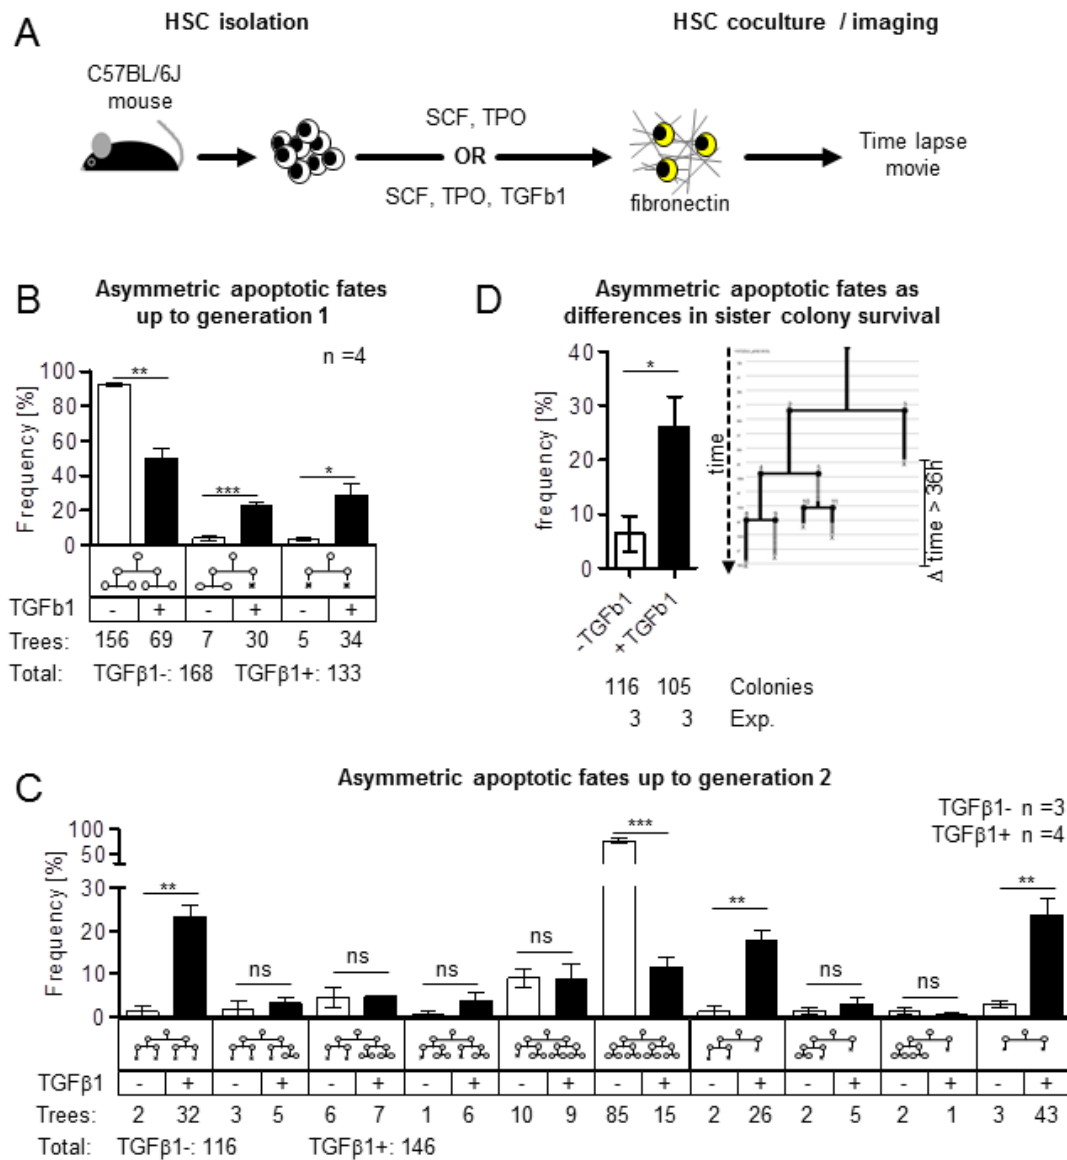 A
HSC isolation
HSC coculture / imaging
C57BL/6J
mouse
SCF, TPO
OR
SCF, TPO, TGFb1
fibronectin
Time lapse
movie
B
Asymmetric apoptotic fates
up to generation 1
n =4
Frequency [%]
100
80
60
40
20
0
**
***
*
TGFb1 - + - + - +
Trees: 156 69 7 30 5 34
Total: TGFβ1-: 168 TGFβ1+: 133
D
Asymmetric apoptotic fates as
differences in sister colony survival
frequency [%]
40
30
20
10
0
*
time
Δ time > 36h
-TGFb1
+TGFb1
116 105 Colonies
3 3 Exp.
C
Asymmetric apoptotic fates up to generation 2
TGFβ1- n =3
TGFβ1+ n =4
Frequency [%]
100
50
30
20
10
0
** ns ns ns ns *** ** ns ns **
TGFβ1 - + - + - + - + - + - + - + - + - + - +
Trees: 2 32 3 5 6 7 1 6 10 9 85 15 2 26 2 5 2 1 3 43
Total: TGFβ1-: 116 TGFβ1+: 146